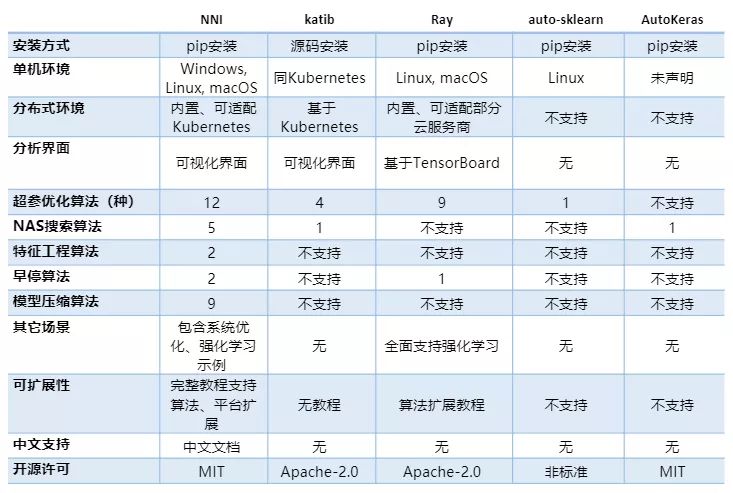 NNI katib Ray auto-sklearn AutoKeras
安装方式 pip安装 源码安装 pip安装 pip安装 pip安装
单机环境 Windows, Linux, macOS 同Kubernetes Linux, macOS Linux 未声明
分布式环境 内置、可适配Kubernetes 基于Kubernetes 内置、可适配部分云服务商 不支持 不支持
分析界面 可视化界面 可视化界面 基于TensorBoard 无 无
超参优化算法（种） 12 4 9 1 不支持
NAS搜索算法 5 1 不支持 不支持 1
特征工程算法 2 不支持 不支持 不支持 不支持
早停算法 2 不支持 1 不支持 不支持
模型压缩算法 9 不支持 不支持 不支持 不支持
其它场景 包含系统优化、强化学习示例 无 全面支持强化学习 无 无
可扩展性 完整教程支持算法、平台扩展 无教程 算法扩展教程 不支持 不支持
中文支持 中文文档 无 无 无 无
开源许可 MIT Apache-2.0 Apache-2.0 非标准 MIT